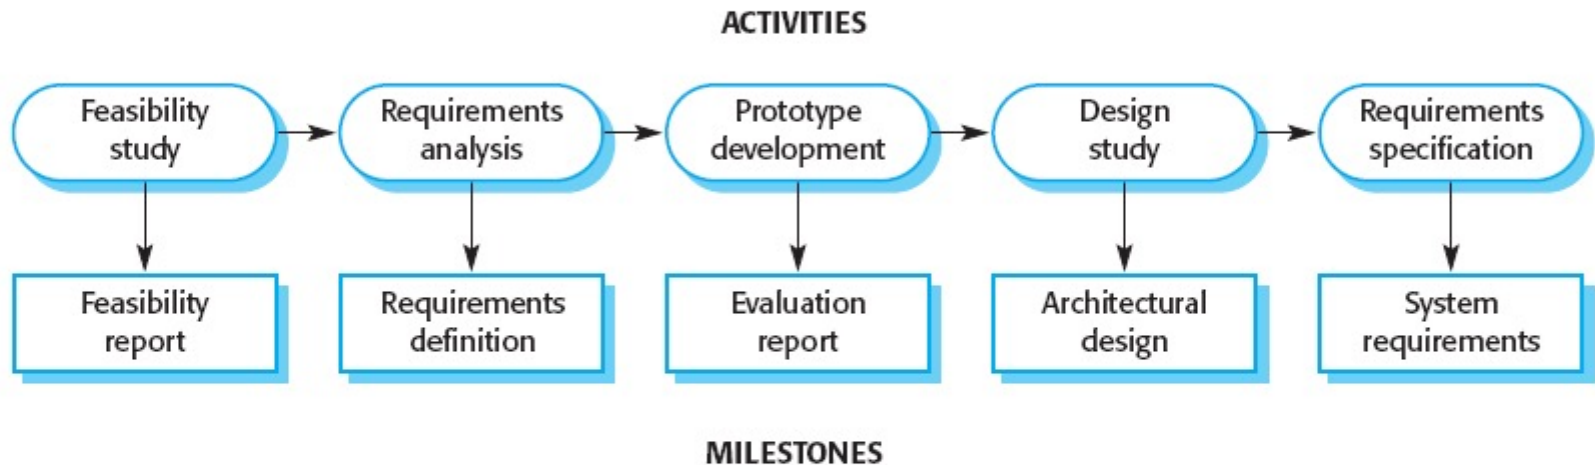 ACTIVITIES
Feasibility
study
Requirements
analysis
Prototype
development
Design
study
Requirements
specification
Feasibility
report
Requirements
definition
Evaluation
report
Architectural
design
System
requirements
MILESTONES